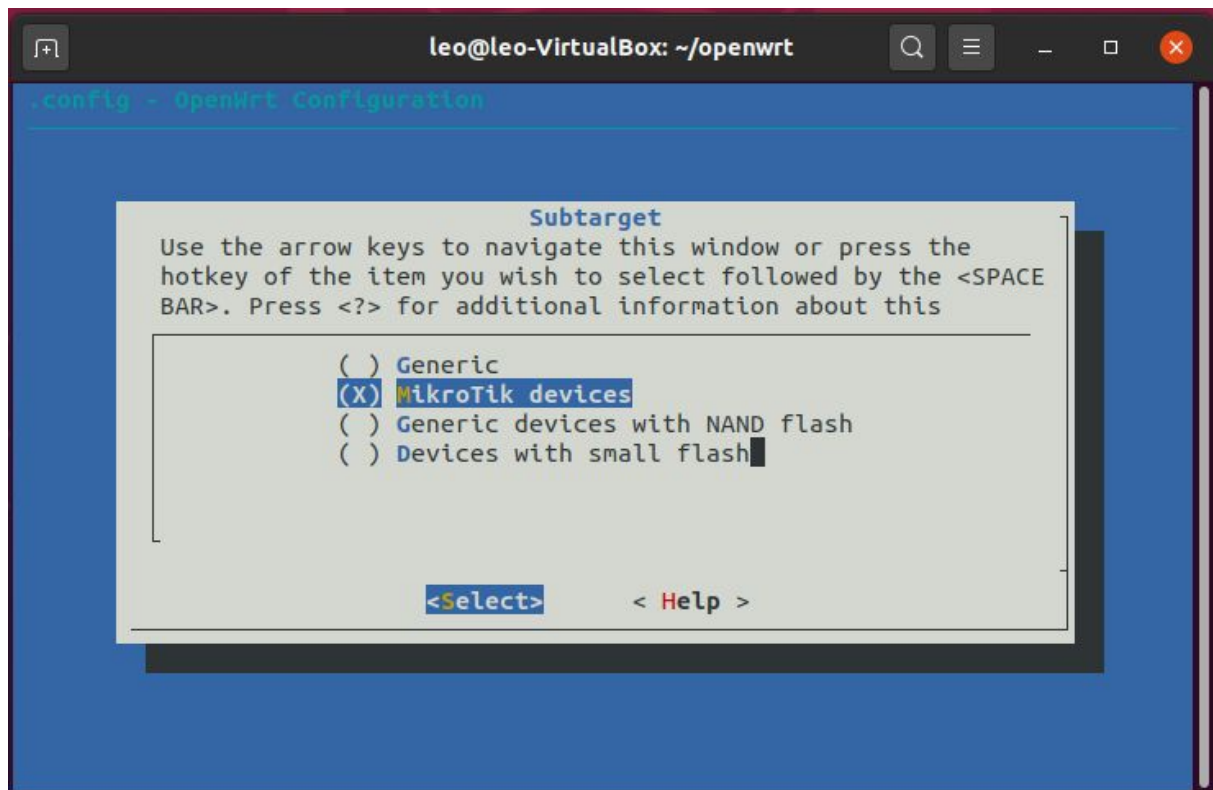 leo@leo-VirtualBox: ~/openwrt
.config - OpenWrt Configuration
Subtarget
Use the arrow keys to navigate this window or press the
hotkey of the item you wish to select followed by the <SPACE
BAR>. Press <?> for additional information about this
( ) Generic
(X) MikroTik devices
( ) Generic devices with NAND flash
( ) Devices with small flash
<Select> < Help >